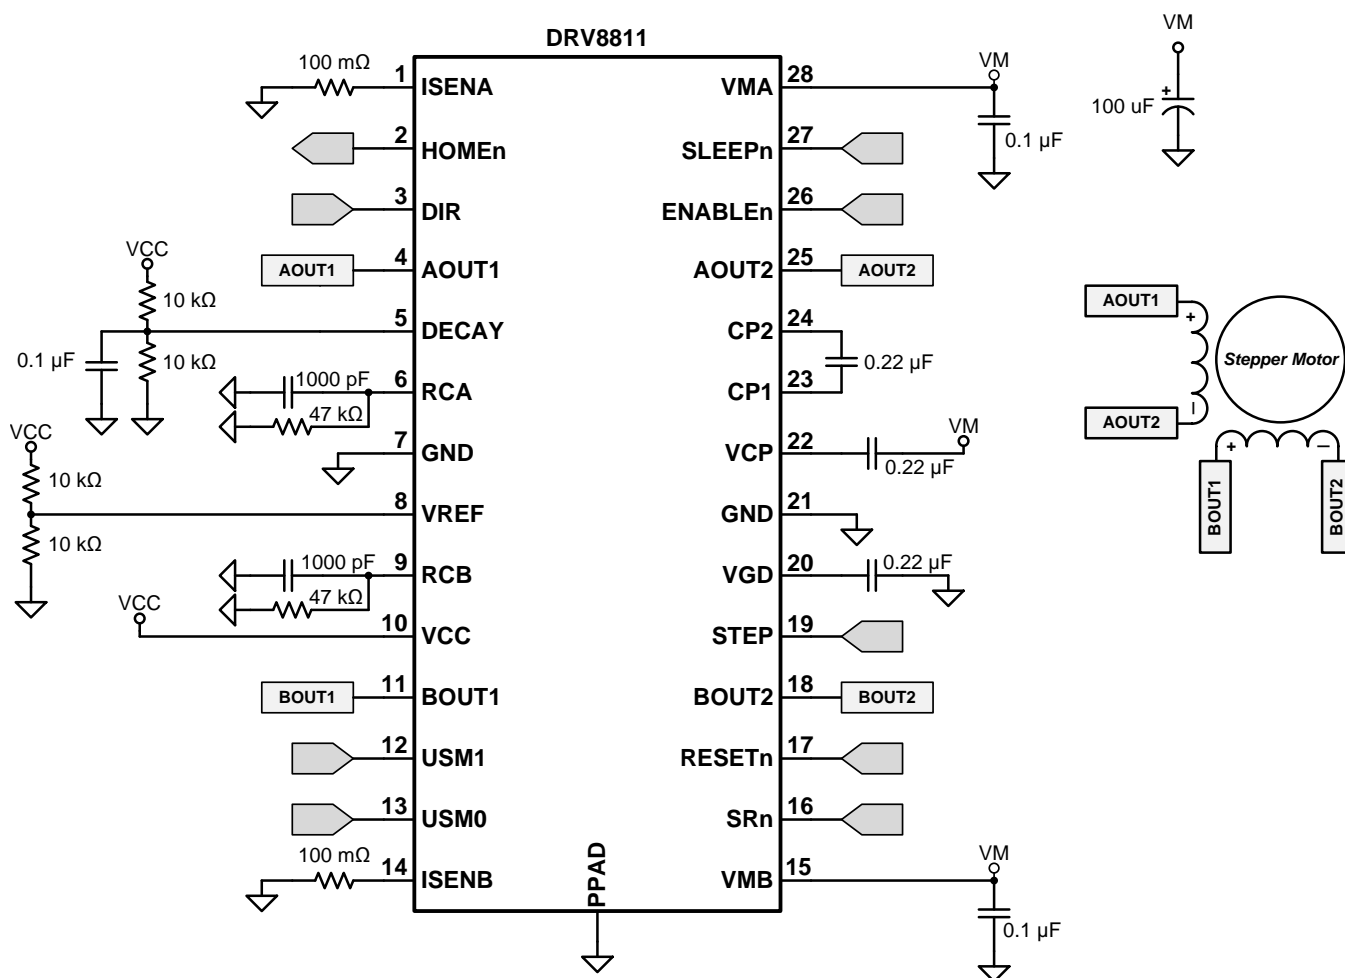 DRV8811
100 mΩ
1
ISENA
2
HOMEn
3
DIR
AOUT1
4
AOUT1
VCC
10 kΩ
5
DECAY
0.1 µF
10 kΩ
1000 pF
6
RCA
47 kΩ
7
GND
VCC
10 kΩ
8
VREF
10 kΩ
1000 pF
9
RCB
47 kΩ
VCC
10
VCC
BOUT1
11
BOUT1
12
USM1
13
USM0
100 mΩ
14
ISENB
PPAD
VMA
28
VM
0.1 µF
SLEEPn
27
ENABLEn
26
AOUT2
25
AOUT2
CP2
24
0.22 µF
CP1
23
VCP
22
0.22 µF
VM
GND
21
VGD
20
0.22 µF
STEP
19
BOUT2
18
BOUT2
RESETn
17
SRn
16
VMB
15
VM
0.1 µF
VM
+
100 uF
AOUT1
+
Stepper Motor
AOUT2
–
+
–
BOUT1
BOUT2